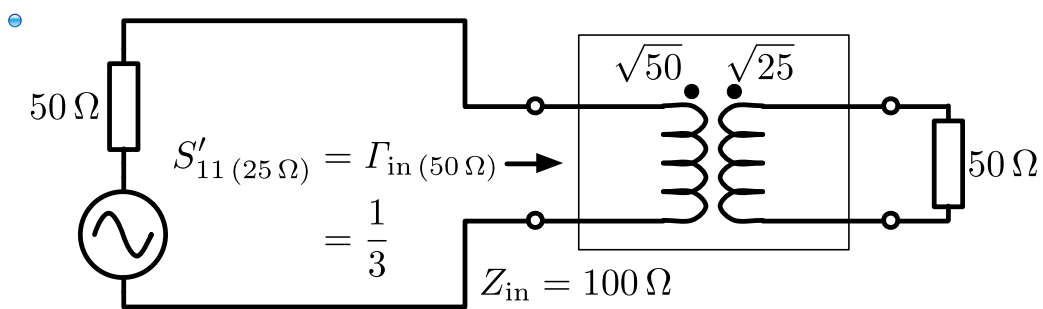 √50 √25
50 Ω
S′11 (25 Ω) = Γin (50 Ω)
50 Ω
= 1/3
Zin = 100 Ω